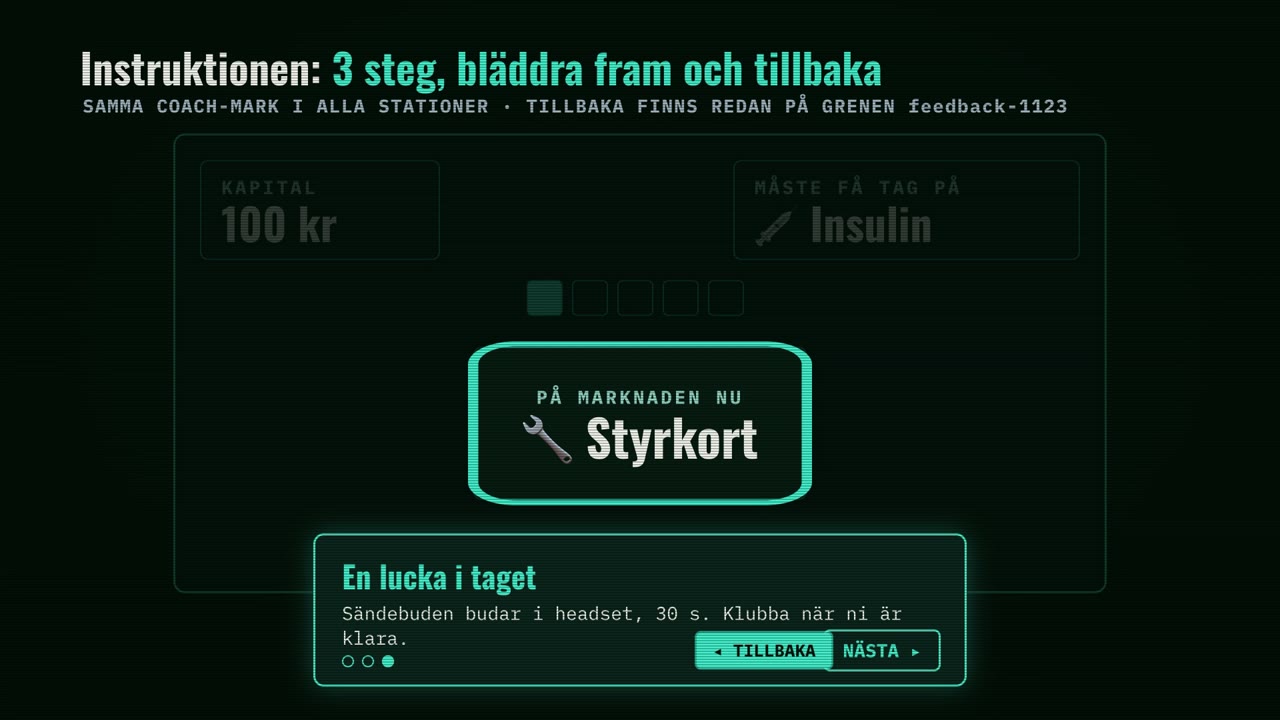 Instruktionen: 3 steg, bläddra fram och tillbaka
SAMMA COACH-MARK I ALLA STATIONER · TILLBAKA FINNS REDAN PÅ GRENEN feedback-1123
KAPITAL
100 kr
MÅSTE FÅ TAG PÅ
Insulin
PÅ MARKNADEN NU
Styrkort
En lucka i taget
Sändebuden budar i headset, 30 s. Klubba när ni är
klara.
◂ TILLBAKA
NÄSTA ▸